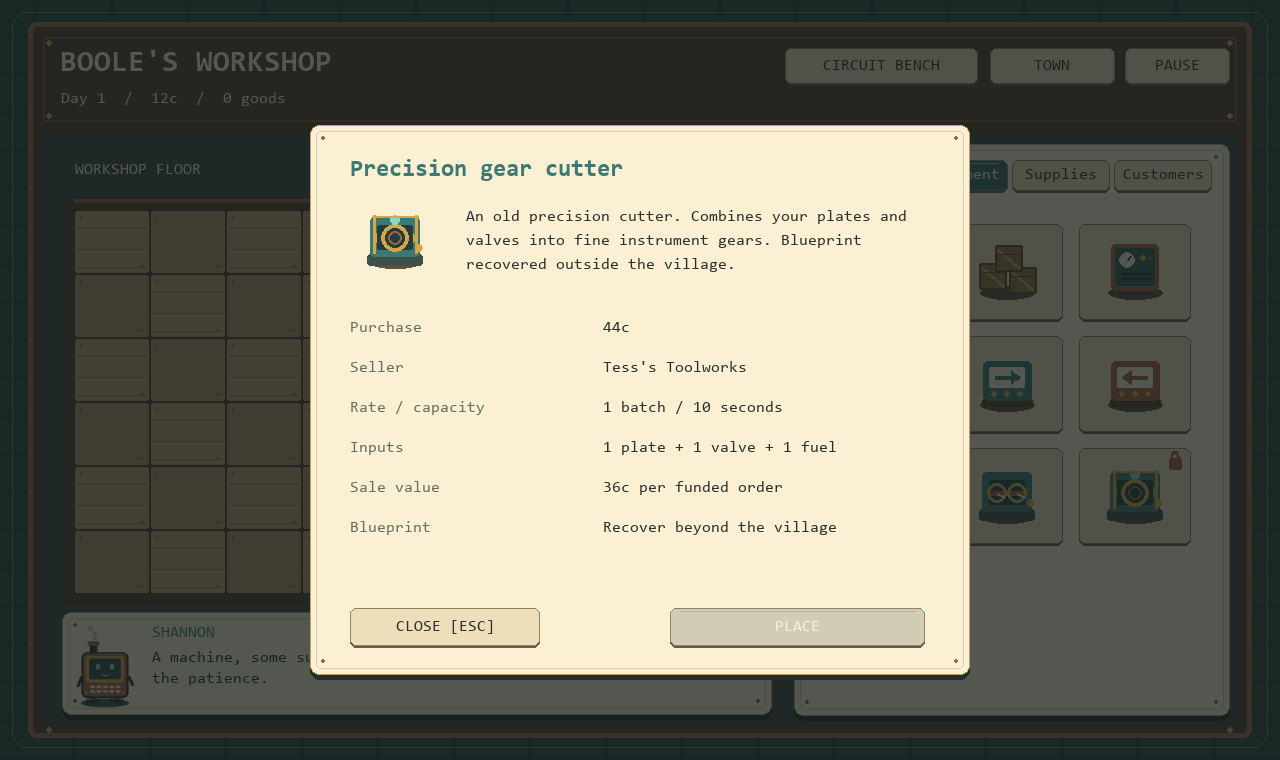 BOOLE'S WORKSHOP
Day 1 / 12c / 0 goods
CIRCUIT BENCH
TOWN
PAUSE
WORKSHOP FLOOR
Supplies
Customers
Precision gear cutter
An old precision cutter. Combines your plates and
valves into fine instrument gears. Blueprint
recovered outside the village.
Purchase 44c
Seller Tess's Toolworks
Rate / capacity 1 batch / 10 seconds
Inputs 1 plate + 1 valve + 1 fuel
Sale value 36c per funded order
Blueprint Recover beyond the village
CLOSE [ESC]
PLACE
SHANNON
A machine, some
the patience.